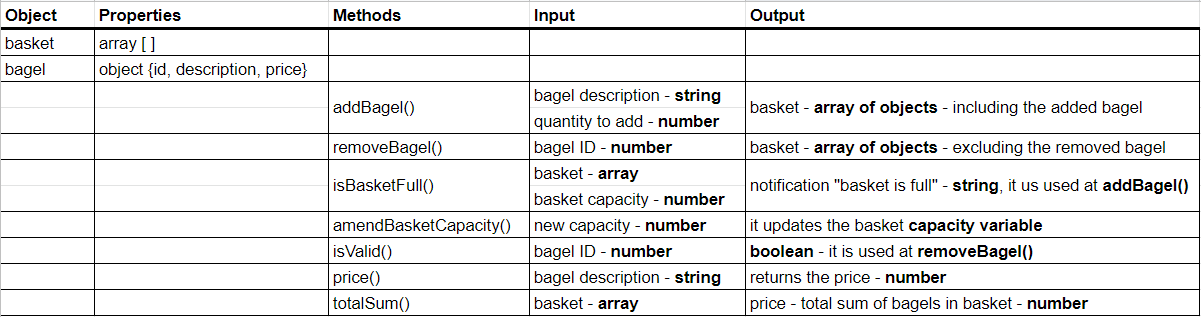 Object Properties Methods Input Output
basket array [ ]
bagel object {id, description, price}
addBagel() bagel description - string basket - array of objects - including the added bagel
quantity to add - number
removeBagel() bagel ID - number basket - array of objects - excluding the removed bagel
isBasketFull() basket - array notification "basket is full" - string, it us used at addBagel()
basket capacity - number
amendBasketCapacity() new capacity - number it updates the basket capacity variable
isValid() bagel ID - number boolean - it is used at removeBagel()
price() bagel description - string returns the price - number
totalSum() basket - array price - total sum of bagels in basket - number